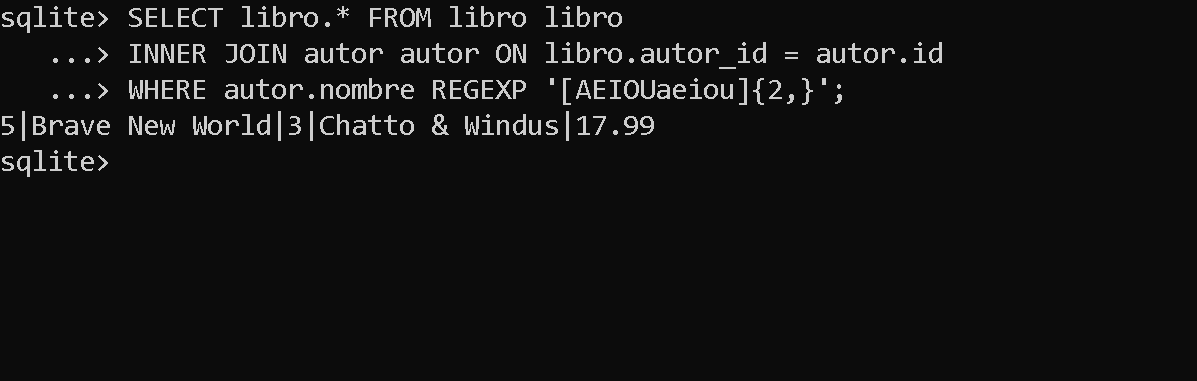 sqlite> SELECT libro.* FROM libro libro
   ...> INNER JOIN autor autor ON libro.autor_id = autor.id
   ...> WHERE autor.nombre REGEXP '[AEIOUaeiou]{2,}';
5|Brave New World|3|Chatto & Windus|17.99
sqlite>